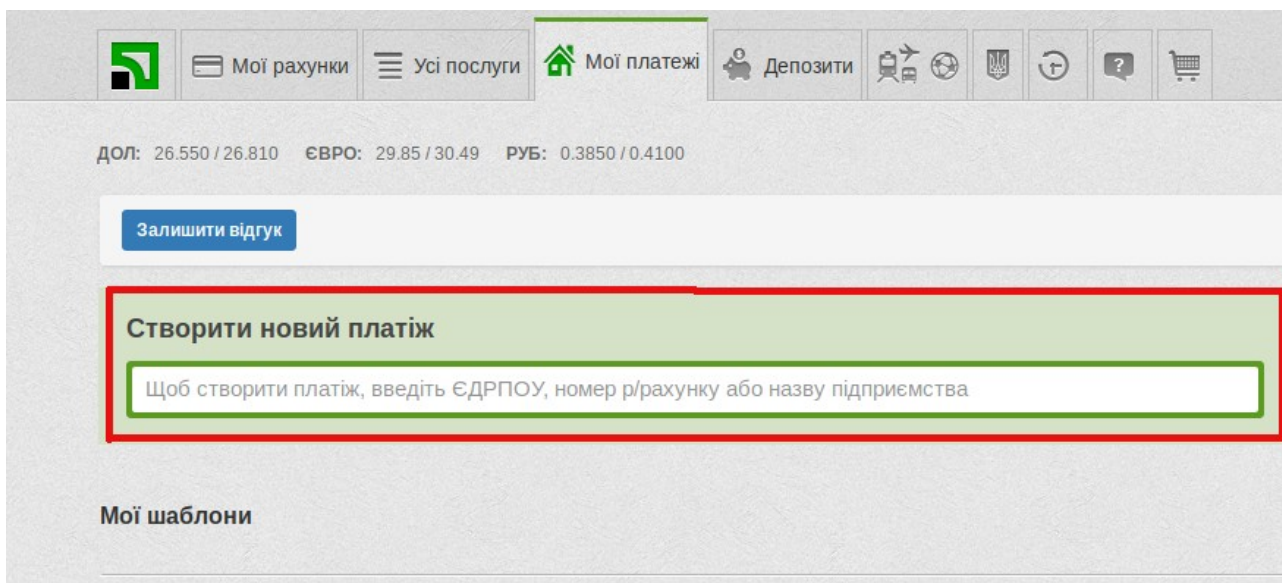 Мої рахунки Усі послуги Мої платежі Депозити
ДОЛ: 26.550 / 26.810 ЄВРО: 29.85 / 30.49 РУБ: 0.3850 / 0.4100
Залишити відгук
Створити новий платіж
Щоб створити платіж, введіть ЄДРПОУ, номер р/рахунку або назву підприємства
Мої шаблони